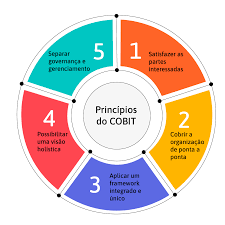 Princípios
do COBIT
1
Satisfazer as
partes
interessadas
2
Cobrir a
organização
de ponta a
ponta
3
Aplicar um
framework
integrado e
único
4
Possibilitar
uma visão
holística
5
Separar
governança e
gerenciamento